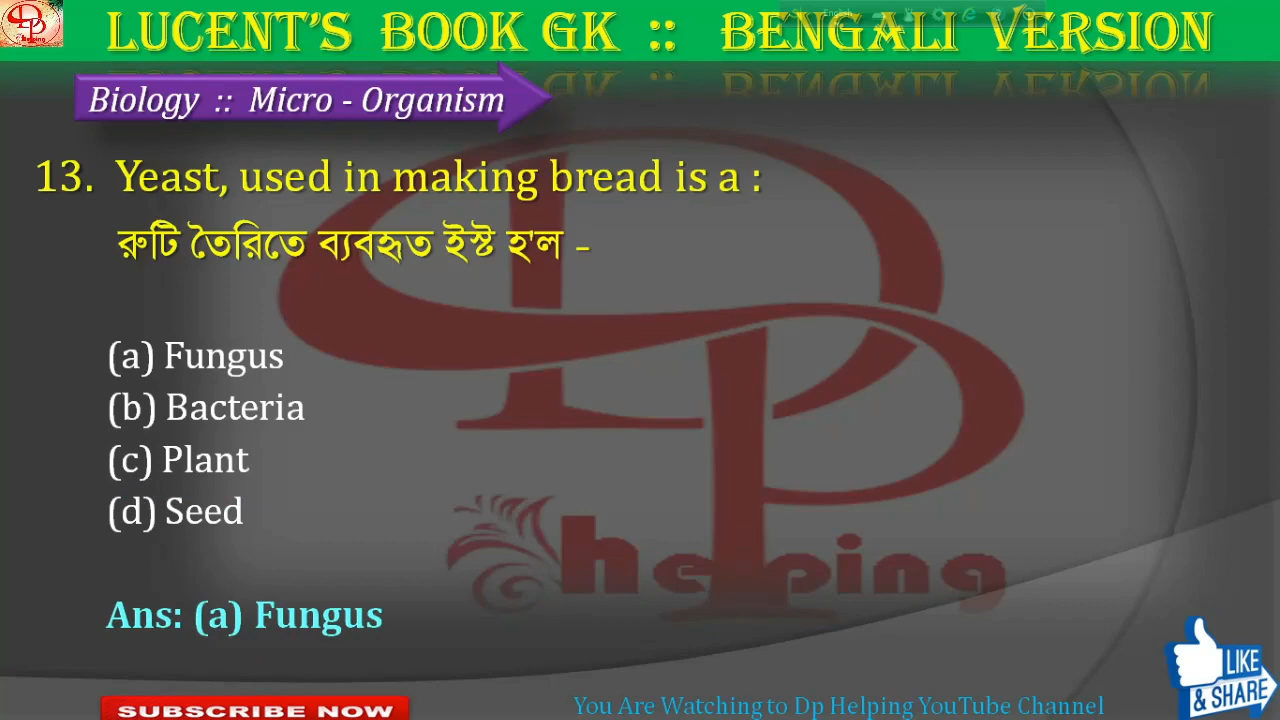 LUCENT'S BOOK GK :: BENGALI VERSION
Biology :: Micro - Organism
13. Yeast, used in making bread is a :
রুটি তৈরিতে ব্যবহৃত ইস্ট হ'ল -
(a) Fungus
(b) Bacteria
(c) Plant
(d) Seed
Ans: (a) Fungus
helping
LIKE
& SHARE
SUBSCRIBE NOW
You Are Watching to Dp Helping YouTube Channel